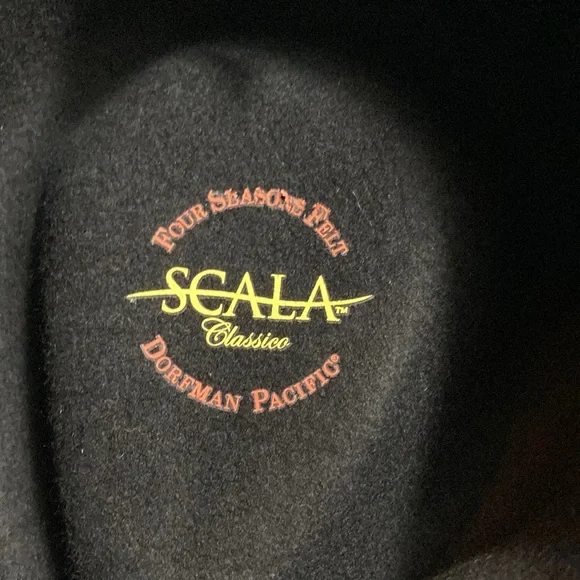 FOUR SEASONS FELT
SCALA™
Classico
DORFMAN PACIFIC®